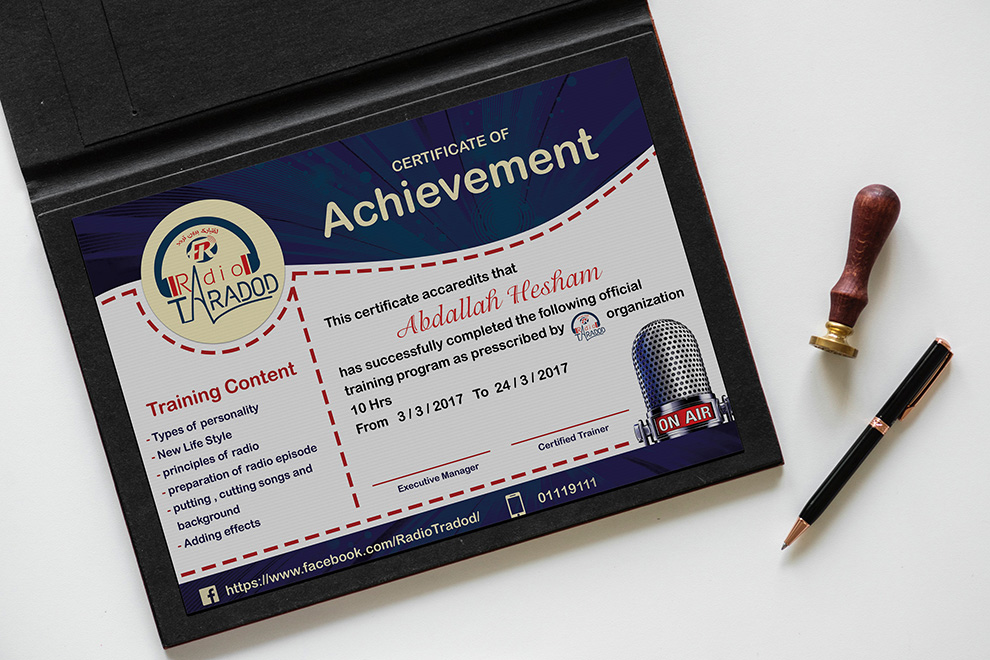 CERTIFICATE OF
Achievement
Radio
TARADOD
This certificate accaredits that
Abdallah Hesham
has successfully completed the following official
training program as presscribed by Radio TARADOD organization
10 Hrs
From 3 / 3 / 2017 To 24 / 3 / 2017
Training Content
- Types of personality
- New Life Style
- principles of radio
- preparation of radio episode
- putting , cutting songs and
background
- Adding effects
Executive Manager
Certified Trainer
ON AIR
https://www.facebook.com/RadioTradod/
01119111